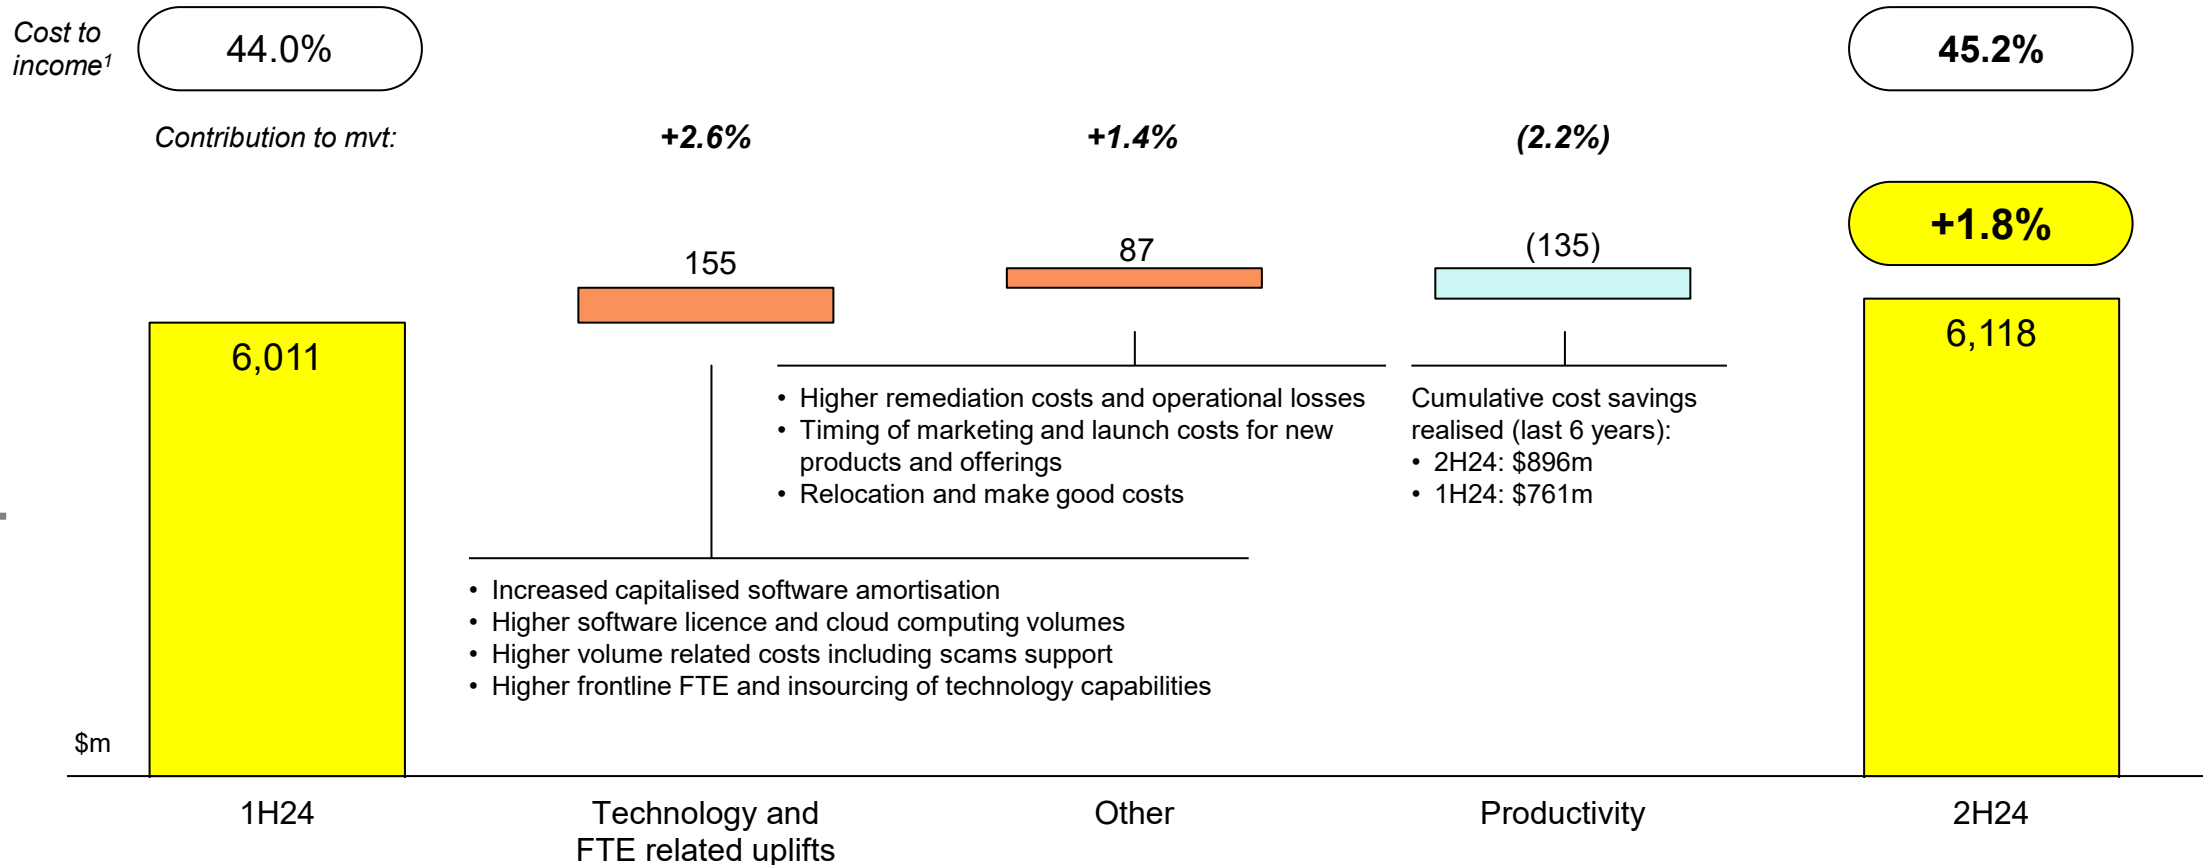 Cost to
income¹
44.0%
45.2%
Contribution to mvt:
+2.6%
+1.4%
(2.2%)
+1.8%
155
87
(135)
6,011
6,118
• Higher remediation costs and operational losses
• Timing of marketing and launch costs for new
products and offerings
• Relocation and make good costs
Cumulative cost savings
realised (last 6 years):
• 2H24: $896m
• 1H24: $761m
• Increased capitalised software amortisation
• Higher software licence and cloud computing volumes
• Higher volume related costs including scams support
• Higher frontline FTE and insourcing of technology capabilities
$m
1H24
Technology and
FTE related uplifts
Other
Productivity
2H24